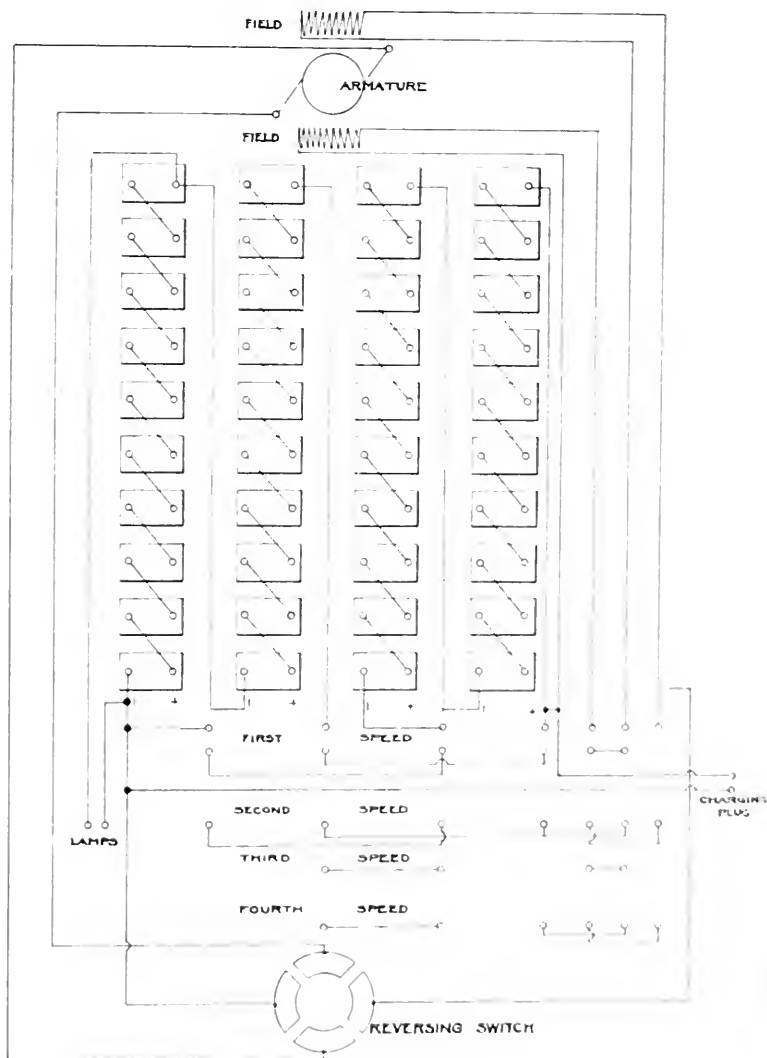 FIELD
ARMATURE
FIELD
- +
- +
- +
- +
FIRST SPEED
CHARGING
PLUG
SECOND SPEED
LAMPS
THIRD SPEED
FOURTH SPEED
REVERSING SWITCH